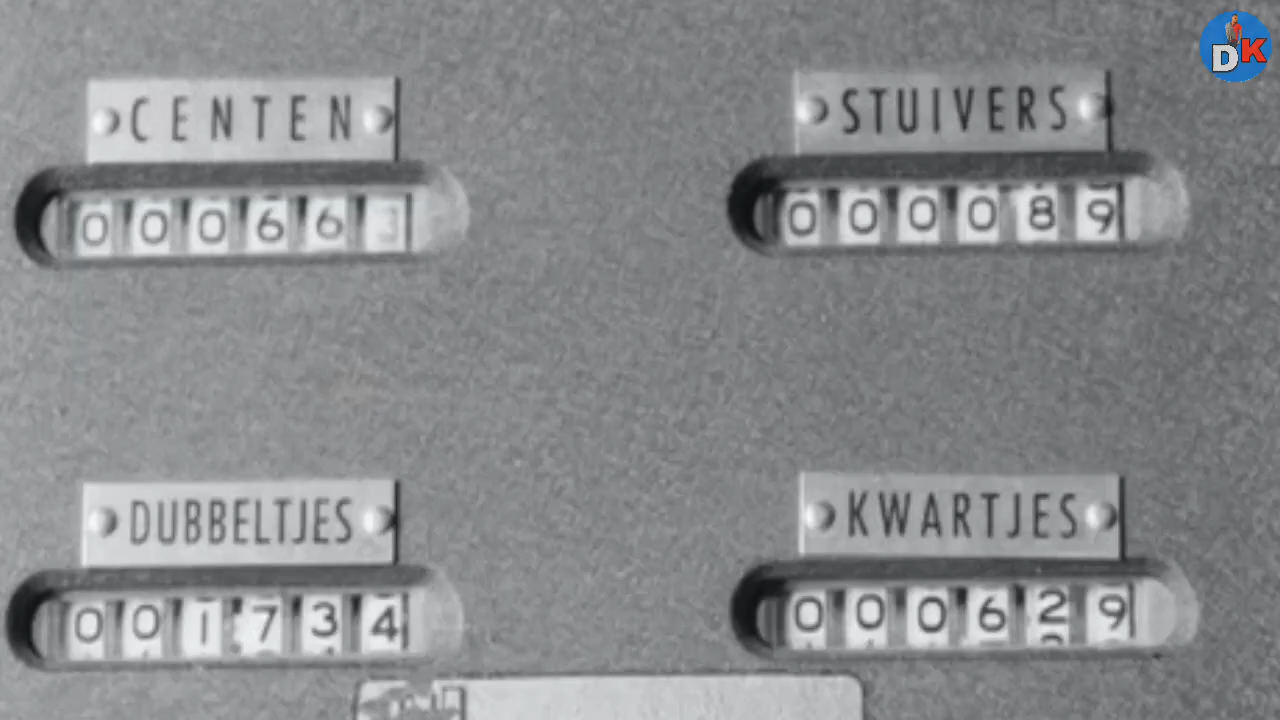 CENTEN
STUIVERS
00066
000089
DUBBELTJES
KWARTJES
001734
000629
DK